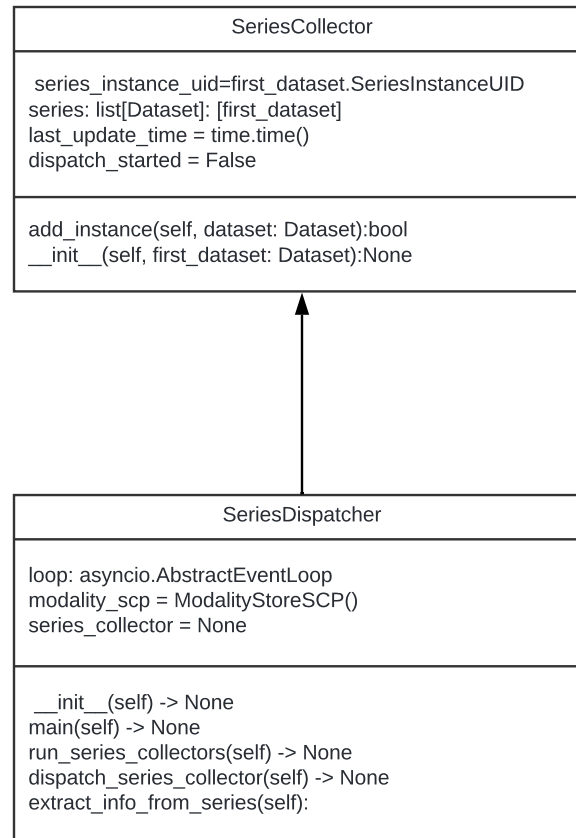 SeriesCollector
series_instance_uid=first_dataset.SeriesInstanceUID
series: list[Dataset]: [first_dataset]
last_update_time = time.time()
dispatch_started = False
add_instance(self, dataset: Dataset):bool
__init__(self, first_dataset: Dataset):None
SeriesDispatcher
loop: asyncio.AbstractEventLoop
modality_scp = ModalityStoreSCP()
series_collector = None
__init__(self) -> None
main(self) -> None
run_series_collectors(self) -> None
dispatch_series_collector(self) -> None
extract_info_from_series(self):